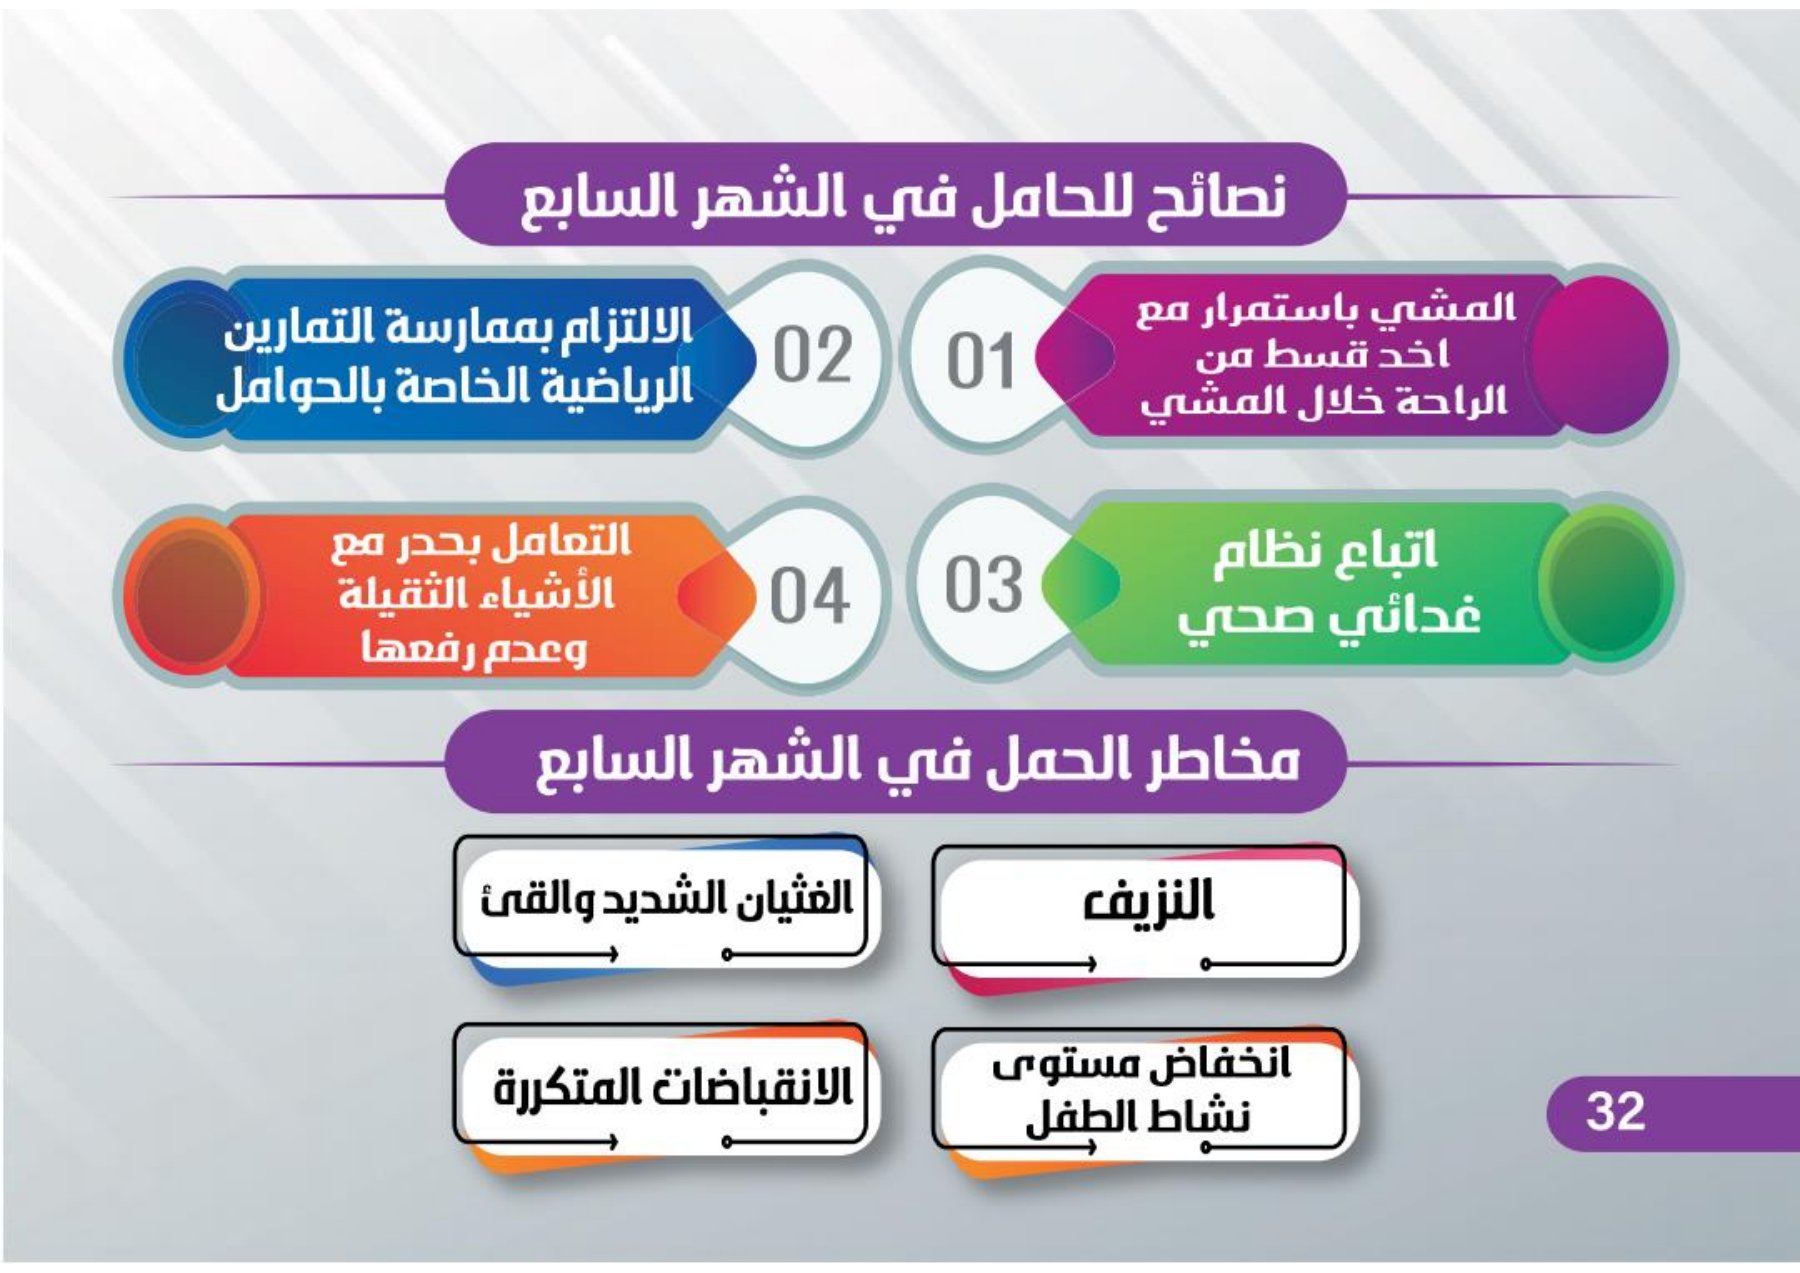 نصائح للحامل في الشهر السابع
01
المشي باستمرار مع
اخد قسط من
الراحة خلال المشي
02
الالتزام بممارسة التمارين
الرياضية الخاصة بالحوامل
03
اتباع نظام
غدائي صحي
04
التعامل بحدر مع
الأشياء الثقيلة
وعدم رفعها
مخاطر الحمل في الشهر السابع
النزيف
الغثيان الشديد والقئ
انخفاض مستوى
نشاط الطفل
الانقباضات المتكررة
32